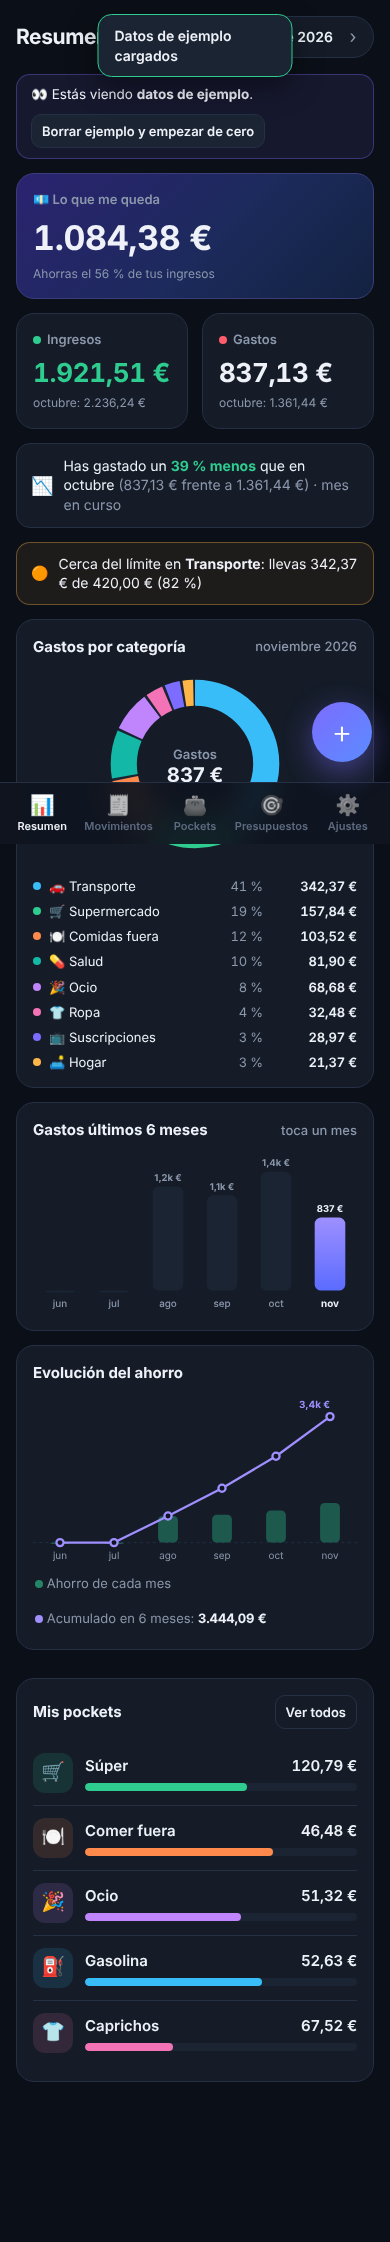 Resume
Datos de ejemplo
cargados
2026 ›
👀 Estás viendo datos de ejemplo.
Borrar ejemplo y empezar de cero
💶 Lo que me queda
1.084,38 €
Ahorras el 56 % de tus ingresos
Ingresos
1.921,51 €
octubre: 2.236,24 €
Gastos
837,13 €
octubre: 1.361,44 €
Has gastado un 39 % menos que en
octubre (837,13 € frente a 1.361,44 €) · mes
en curso
Cerca del límite en Transporte: llevas 342,37
€ de 420,00 € (82 %)
Gastos por categoría
noviembre 2026
Gastos
837 €
+
Resumen
Movimientos
Pockets
Presupuestos
Ajustes
Transporte 41 % 342,37 €
Supermercado 19 % 157,84 €
Comidas fuera 12 % 103,52 €
Salud 10 % 81,90 €
Ocio 8 % 68,68 €
Ropa 4 % 32,48 €
Suscripciones 3 % 28,97 €
Hogar 3 % 21,37 €
Gastos últimos 6 meses
toca un mes
1,2k € 1,1k € 1,4k € 837 €
jun jul ago sep oct nov
Evolución del ahorro
3,4k €
jun jul ago sep oct nov
Ahorro de cada mes
Acumulado en 6 meses: 3.444,09 €
Mis pockets
Ver todos
Súper 120,79 €
Comer fuera 46,48 €
Ocio 51,32 €
Gasolina 52,63 €
Caprichos 67,52 €